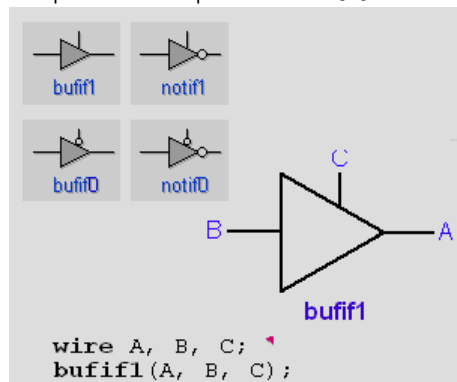 bufif1 notif1
bufif0 notif0
C
B A
bufif1
wire A, B, C;
bufif1(A, B, C);